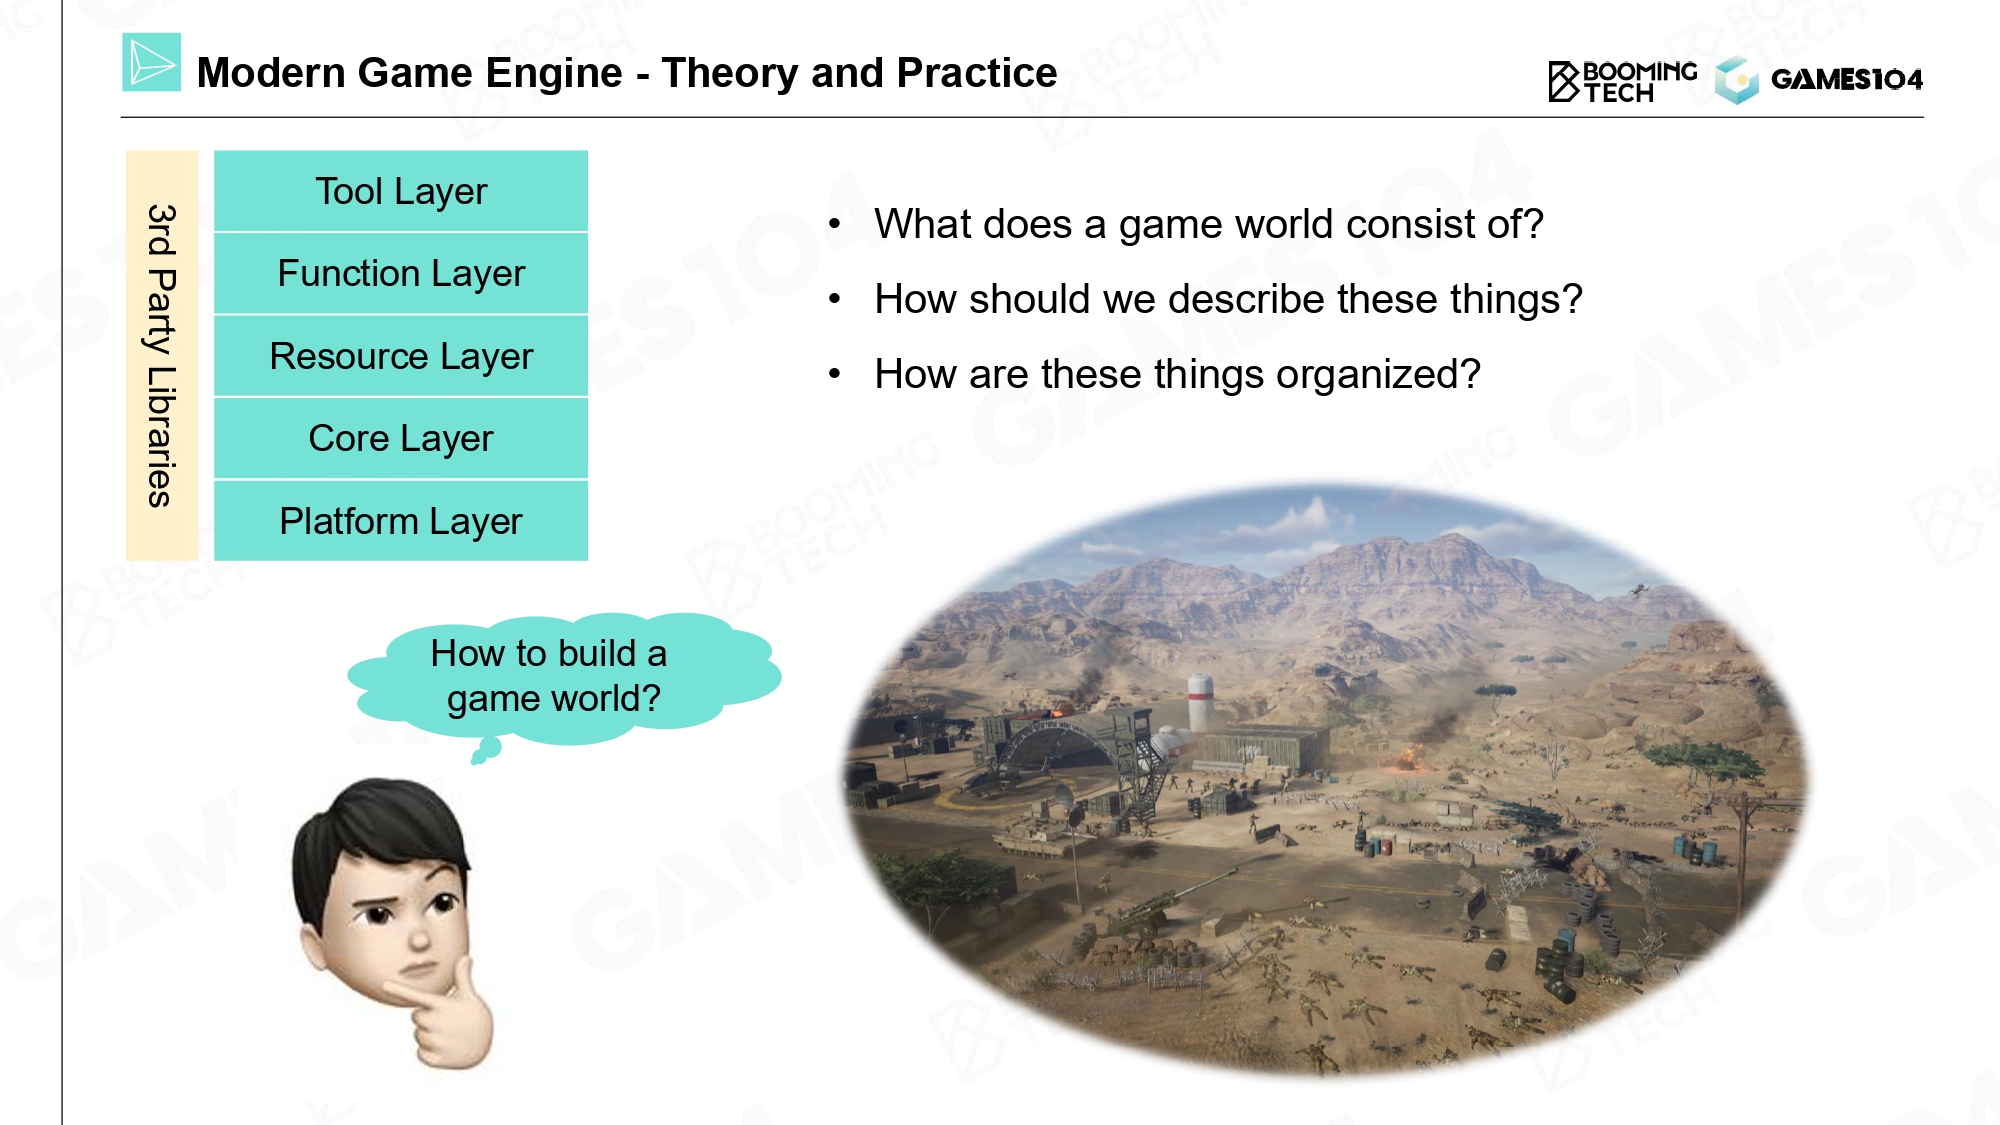 Modern Game Engine - Theory and Practice
BOOMING
TECH
GAMES104
3rd Party Libraries
Tool Layer
Function Layer
Resource Layer
Core Layer
Platform Layer
• What does a game world consist of?
• How should we describe these things?
• How are these things organized?
How to build a
game world?